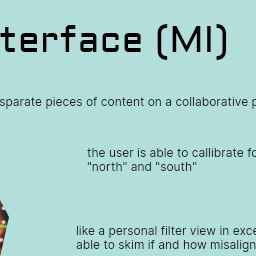 terface (MI)
sparate pieces of content on a collaborative p
the user is able to callibrate fo
"north" and "south"
like a personal filter view in exce
able to skim if and how misalign